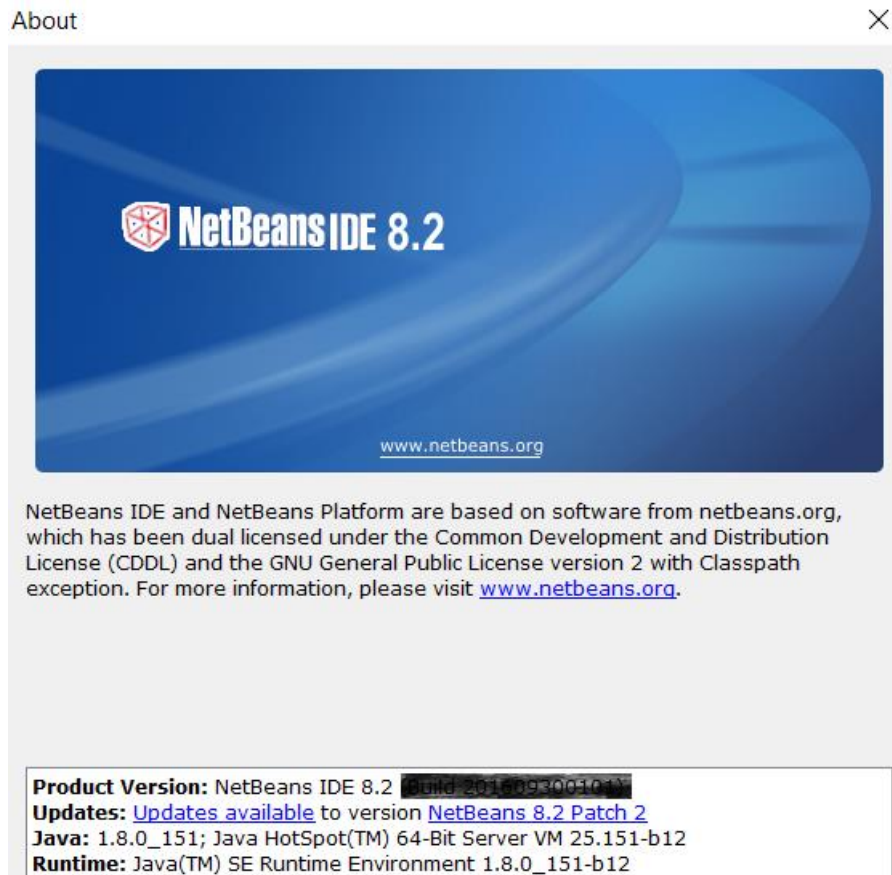 About
NetBeans IDE 8.2
www.netbeans.org
NetBeans IDE and NetBeans Platform are based on software from netbeans.org,
which has been dual licensed under the Common Development and Distribution
License (CDDL) and the GNU General Public License version 2 with Classpath
exception. For more information, please visit www.netbeans.org.
Product Version: NetBeans IDE 8.2 (Build 201609300101)
Updates: Updates available to version NetBeans 8.2 Patch 2
Java: 1.8.0_151; Java HotSpot(TM) 64-Bit Server VM 25.151-b12
Runtime: Java(TM) SE Runtime Environment 1.8.0_151-b12